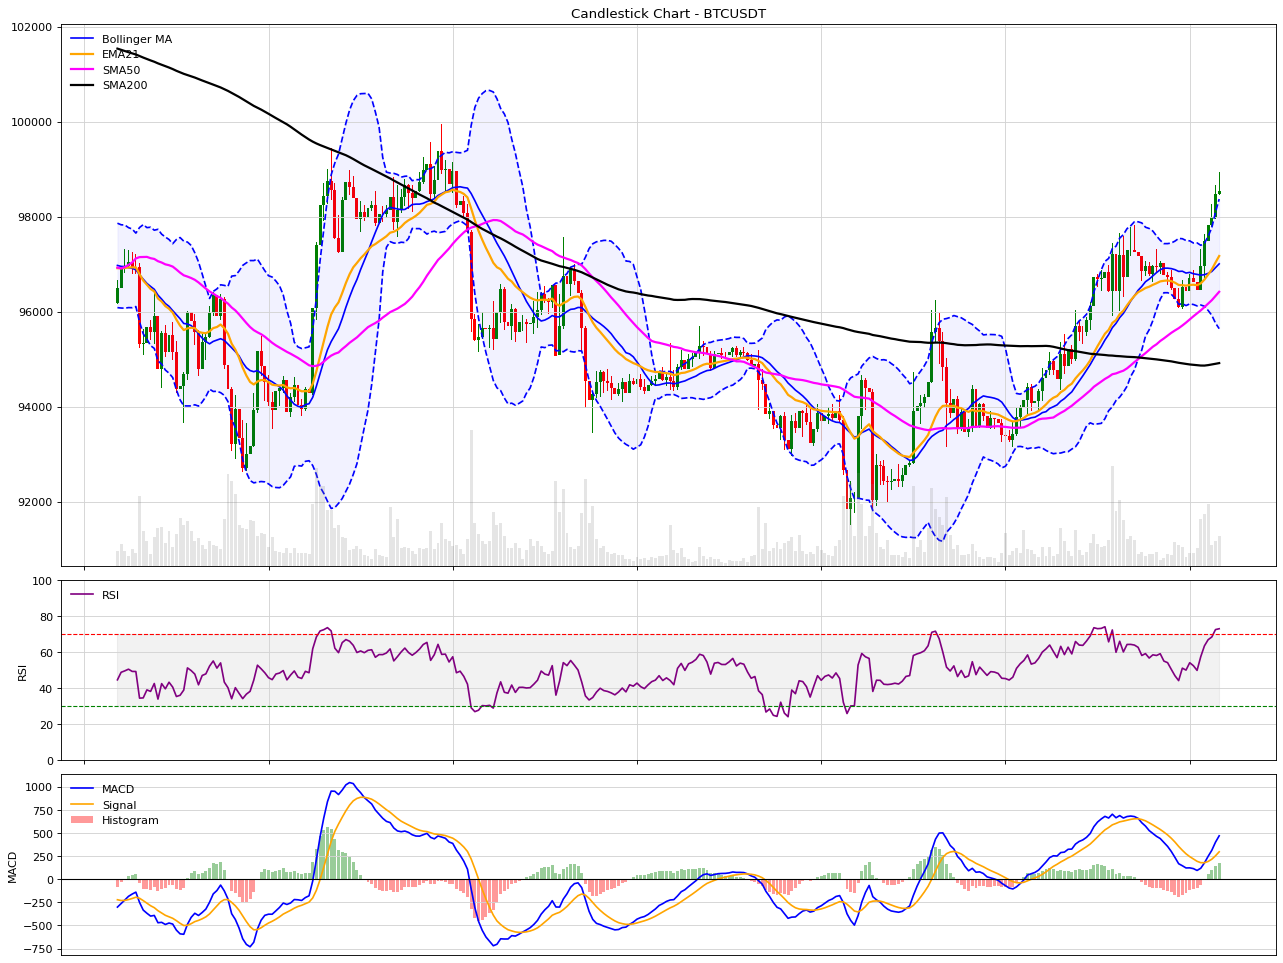 Candlestick Chart - BTCUSDT
102000
100000
98000
96000
94000
92000
Bollinger MA
EMA21
SMA50
SMA200
100
80
60
40
20
0
RSI
RSI
1000
750
500
250
0
−250
−500
−750
MACD
MACD
Signal
Histogram